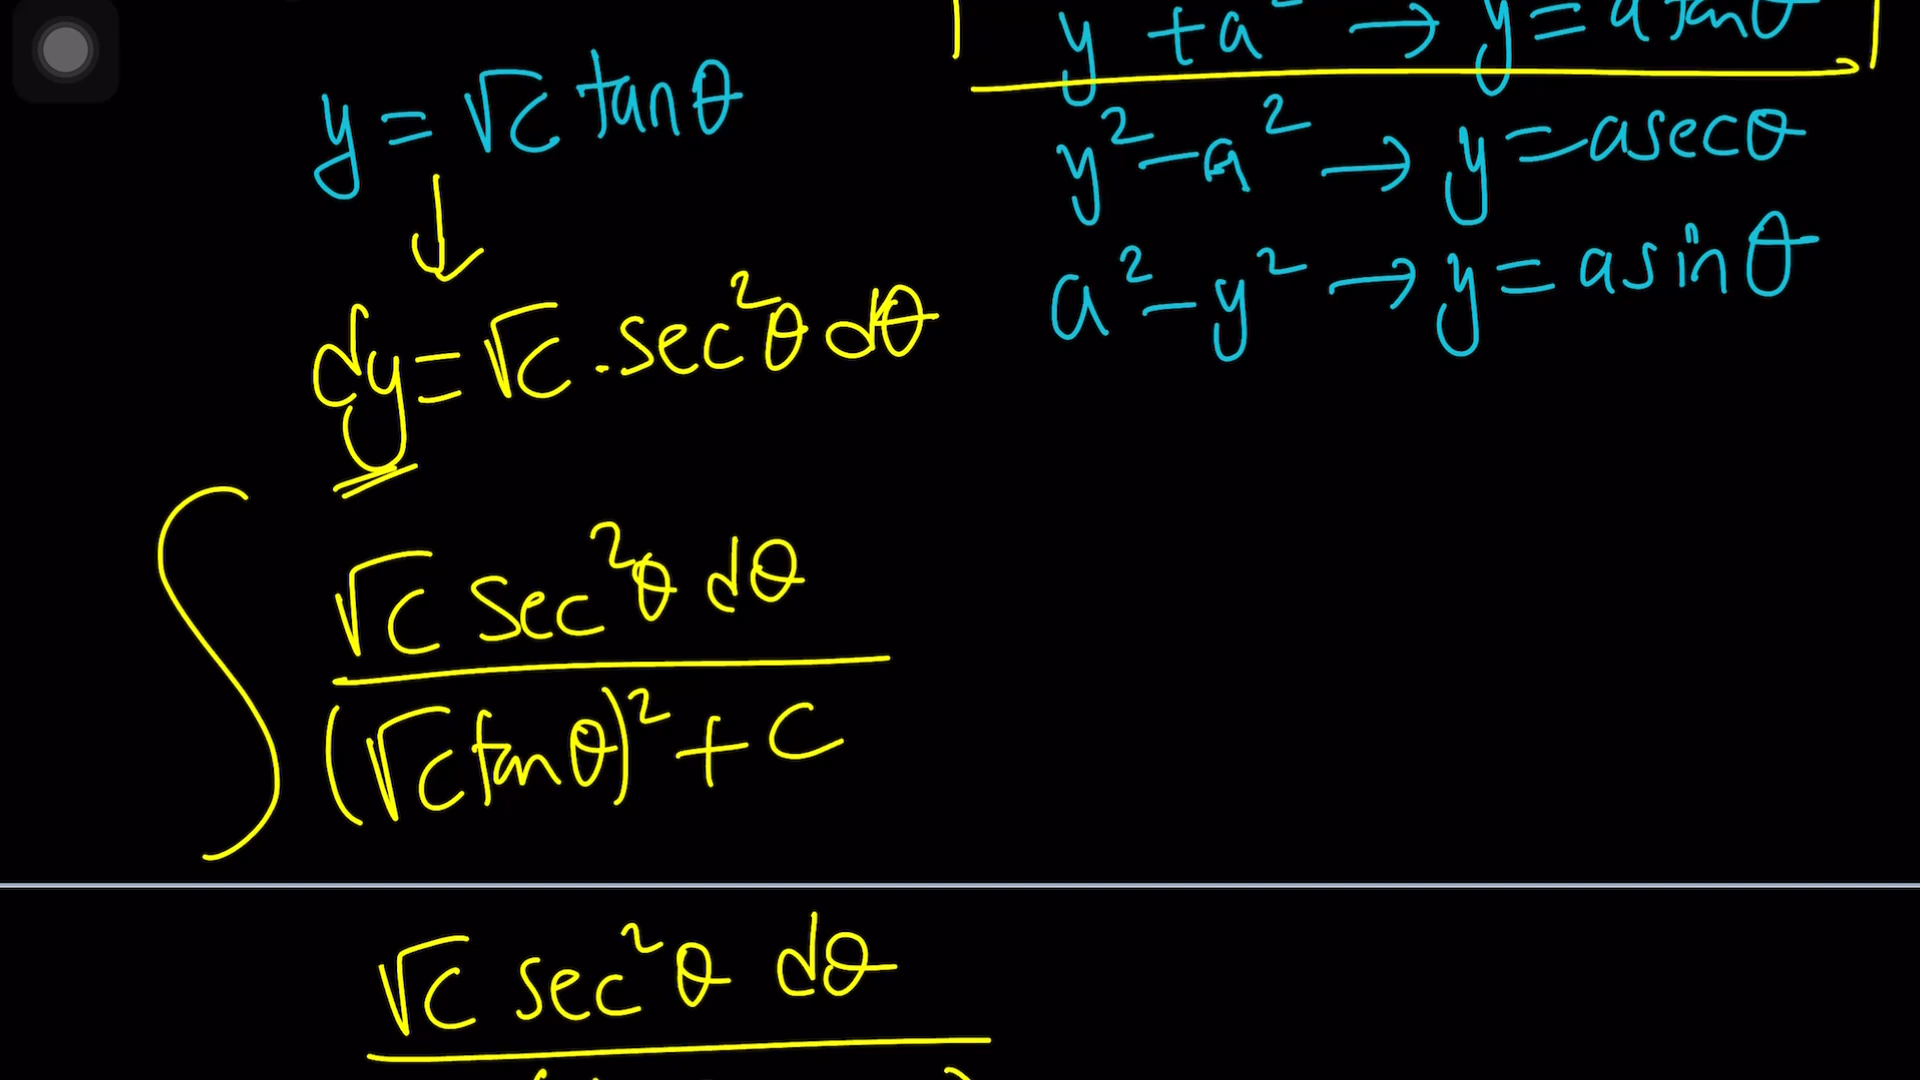 y² + a² → y = a tanθ
y = √c tanθ
y² − a² → y = a secθ
a² − y² → y = a sinθ
dy = √c . sec²θ dθ
∫ √c sec²θ dθ / (√c tanθ)² + c
√c sec²θ dθ